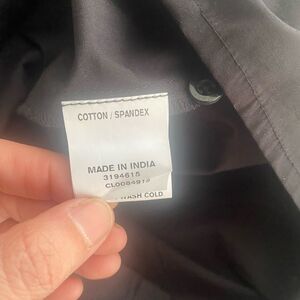 COTTON / SPANDEX
MADE IN INDIA
3194615
WASH COLD